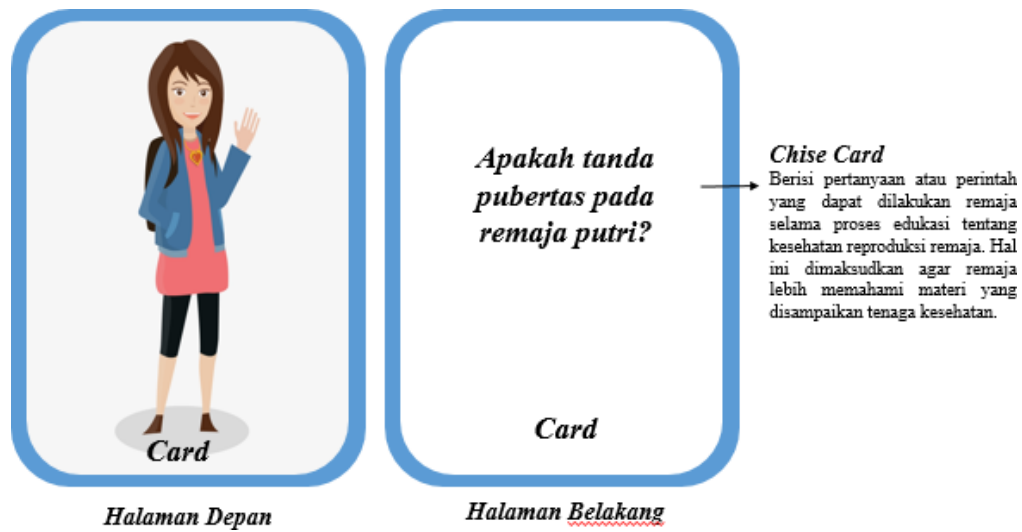 Card
Halaman Depan
Apakah tanda
pubertas pada
remaja putri?
Card
Halaman Belakang
Chise Card
Berisi pertanyaan atau perintah
yang dapat dilakukan remaja
selama proses edukasi tentang
kesehatan reproduksi remaja. Hal
ini dimaksudkan agar remaja
lebih memahami materi yang
disampaikan tenaga kesehatan.